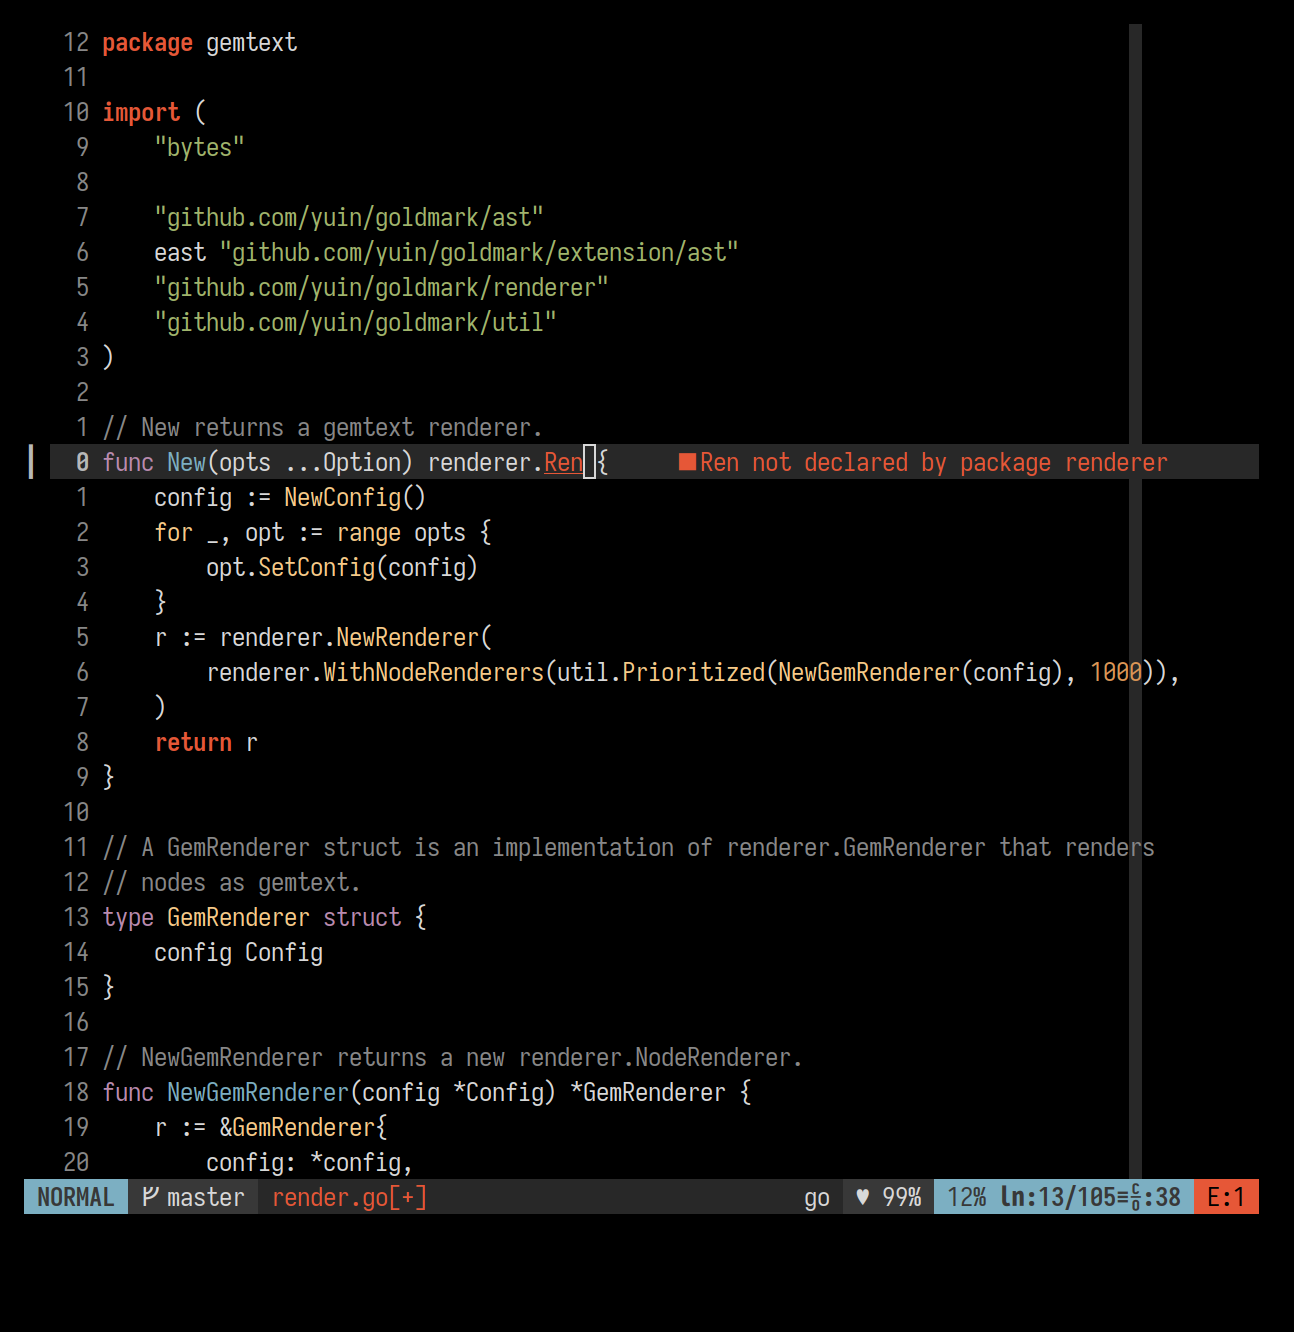 12 package gemtext
11
10 import (
9     "bytes"
8
7     "github.com/yuin/goldmark/ast"
6     east "github.com/yuin/goldmark/extension/ast"
5     "github.com/yuin/goldmark/renderer"
4     "github.com/yuin/goldmark/util"
3 )
2
1 // New returns a gemtext renderer.
0 func New(opts ...Option) renderer.Ren {     ■Ren not declared by package renderer
1     config := NewConfig()
2     for _, opt := range opts {
3         opt.SetConfig(config)
4     }
5     r := renderer.NewRenderer(
6         renderer.WithNodeRenderers(util.Prioritized(NewGemRenderer(config), 1000)),
7     )
8     return r
9 }
10
11 // A GemRenderer struct is an implementation of renderer.GemRenderer that renders
12 // nodes as gemtext.
13 type GemRenderer struct {
14     config Config
15 }
16
17 // NewGemRenderer returns a new renderer.NodeRenderer.
18 func NewGemRenderer(config *Config) *GemRenderer {
19     r := &GemRenderer{
20         config: *config,
NORMAL master render.go[+] go ♥ 99% 12% ln:13/105≡℅:38 E:1